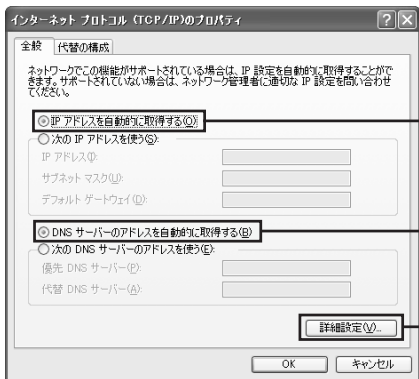 インターネット プロトコル (TCP/IP)のプロパティ
全般
代替の構成
ネットワークでこの機能がサポートされている場合は、IP 設定を自動的に取得することがで
きます。サポートされていない場合は、ネットワーク管理者に適切な IP 設定を問い合わせ
てください。
IP アドレスを自動的に取得する(O)
次の IP アドレスを使う(S):
IP アドレス(I):
サブネット マスク(U):
デフォルト ゲートウェイ(D):
DNS サーバーのアドレスを自動的に取得する(B)
次の DNS サーバーのアドレスを使う(E):
優先 DNS サーバー(P):
代替 DNS サーバー(A):
詳細設定(V)...
OK
キャンセル